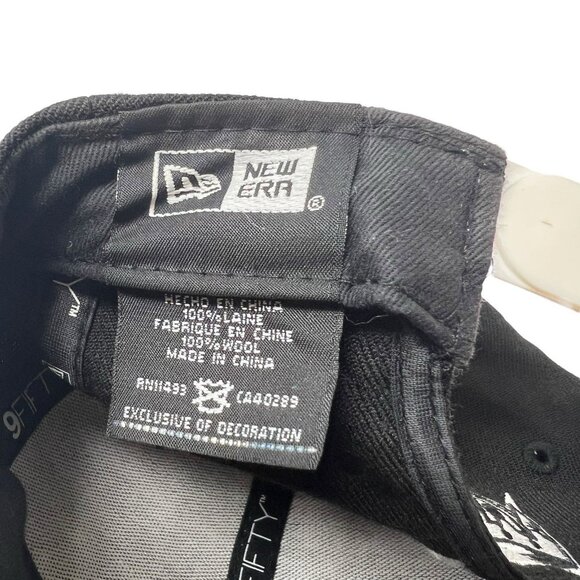 NEW
ERA
®
HECHO EN CHINA
100%LAINE
FABRIQUE EN CHINE
100%WOOL
MADE IN CHINA
RN11493 CA40289
EXCLUSIVE OF DECORATION
9FIFTY
FIFTY™